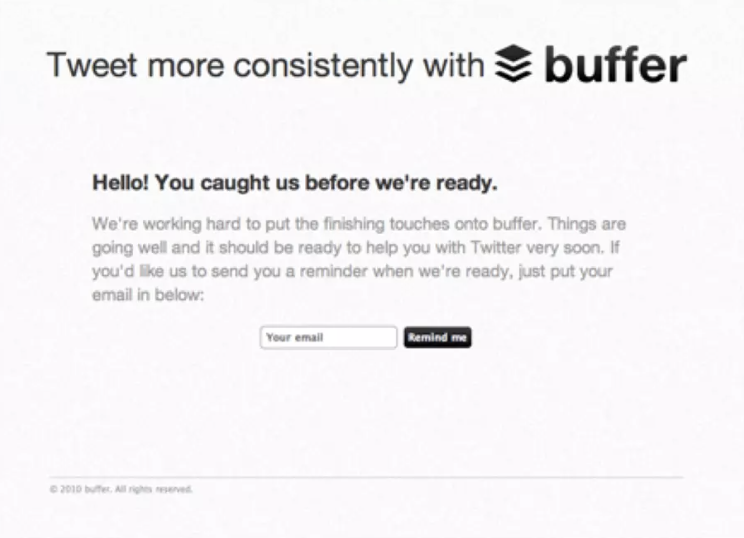 Tweet more consistently with buffer
Hello! You caught us before we're ready.
We're working hard to put the finishing touches onto buffer. Things are
going well and it should be ready to help you with Twitter very soon. If
you'd like us to send you a reminder when we're ready, just put your
email in below:
Your email Remind me
© 2010 buffer. All rights reserved.